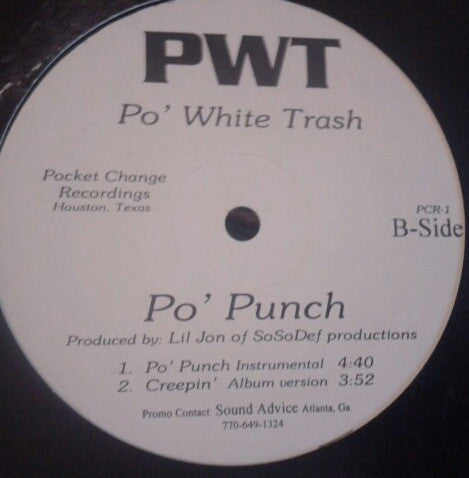 PWT
Po' White Trash
Pocket Change
Recordings
Houston, Texas
PCR-1
B-Side
Po' Punch
Produced by: Lil Jon of SoSoDef productions
1. Po' Punch Instrumental 4:40
2. Creepin' Album version 3:52
Promo Contact: Sound Advice Atlanta, Ga.
770-649-1324